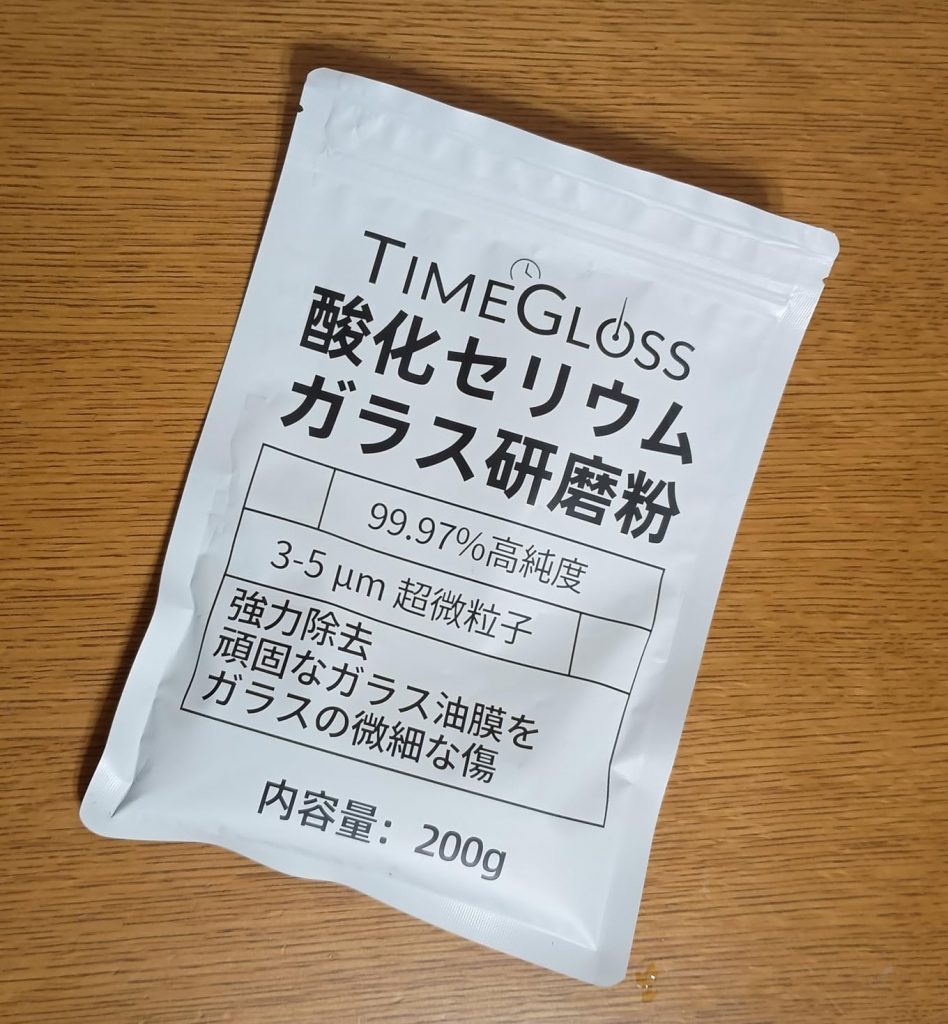 TIMEGLOSS
酸化セリウム
ガラス研磨粉
99.97%高純度
3-5 μm 超微粒子
強力除去
頑固なガラス油膜を
ガラスの微細な傷
内容量：200g